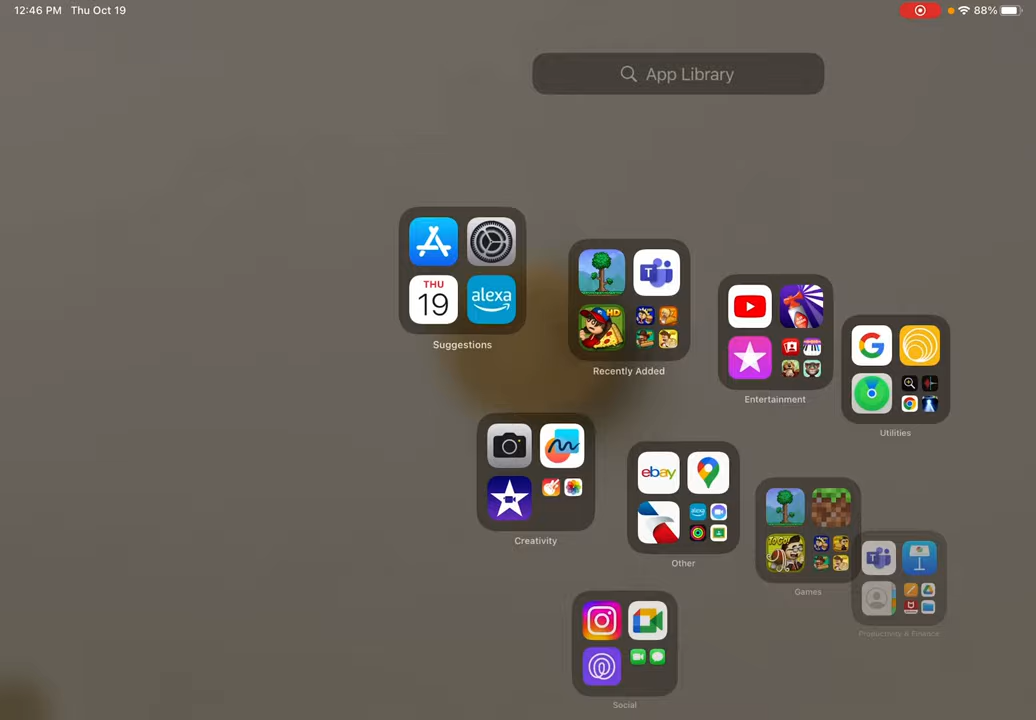 12:46 PM Thu Oct 19
88%
App Library
THU
19
alexa
Suggestions
HD
Recently Added
Entertainment
Utilities
Creativity
ebay
Other
Games
Productivity & Finance
Social